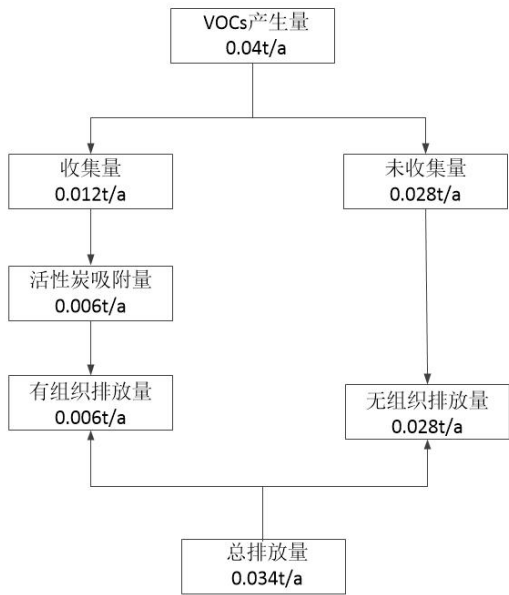 VOCs产生量
0.04t/a
收集量
0.012t/a
未收集量
0.028t/a
活性炭吸附量
0.006t/a
有组织排放量
0.006t/a
无组织排放量
0.028t/a
总排放量
0.034t/a